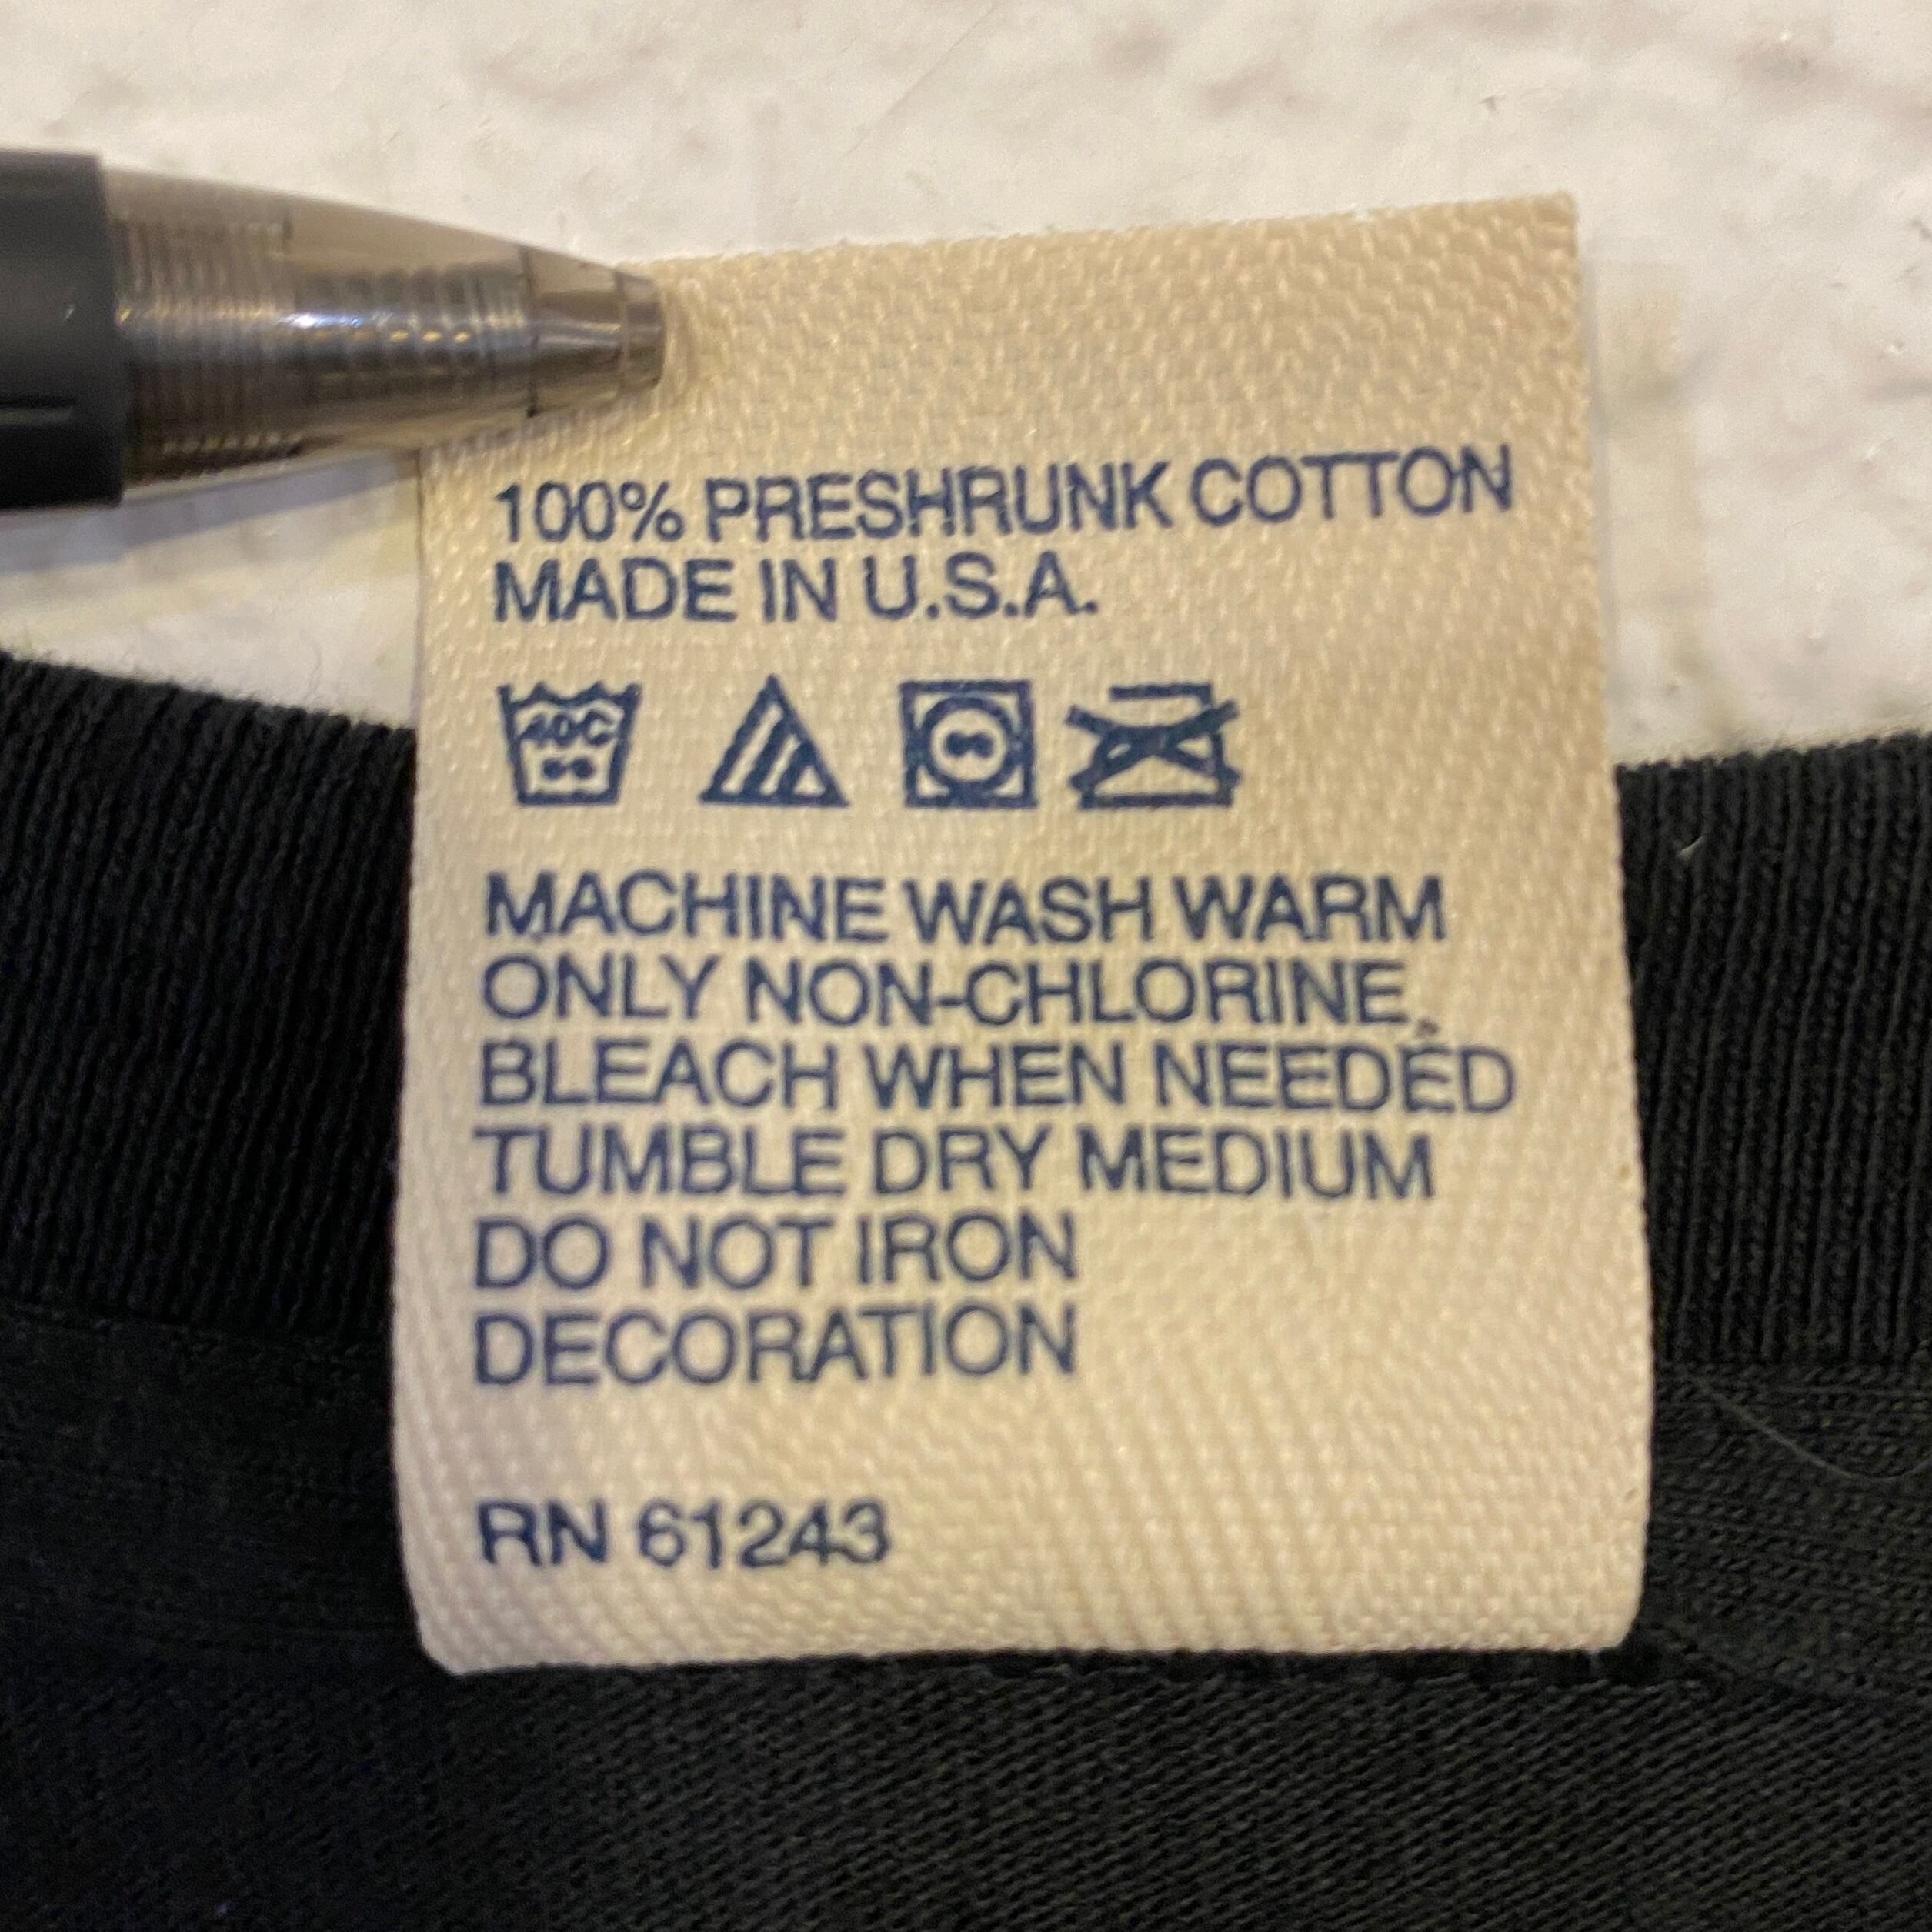 100% PRESHRUNK COTTON
MADE IN U.S.A.
40C
MACHINE WASH WARM
ONLY NON-CHLORINE
BLEACH WHEN NEEDED
TUMBLE DRY MEDIUM
DO NOT IRON
DECORATION
RN 61243